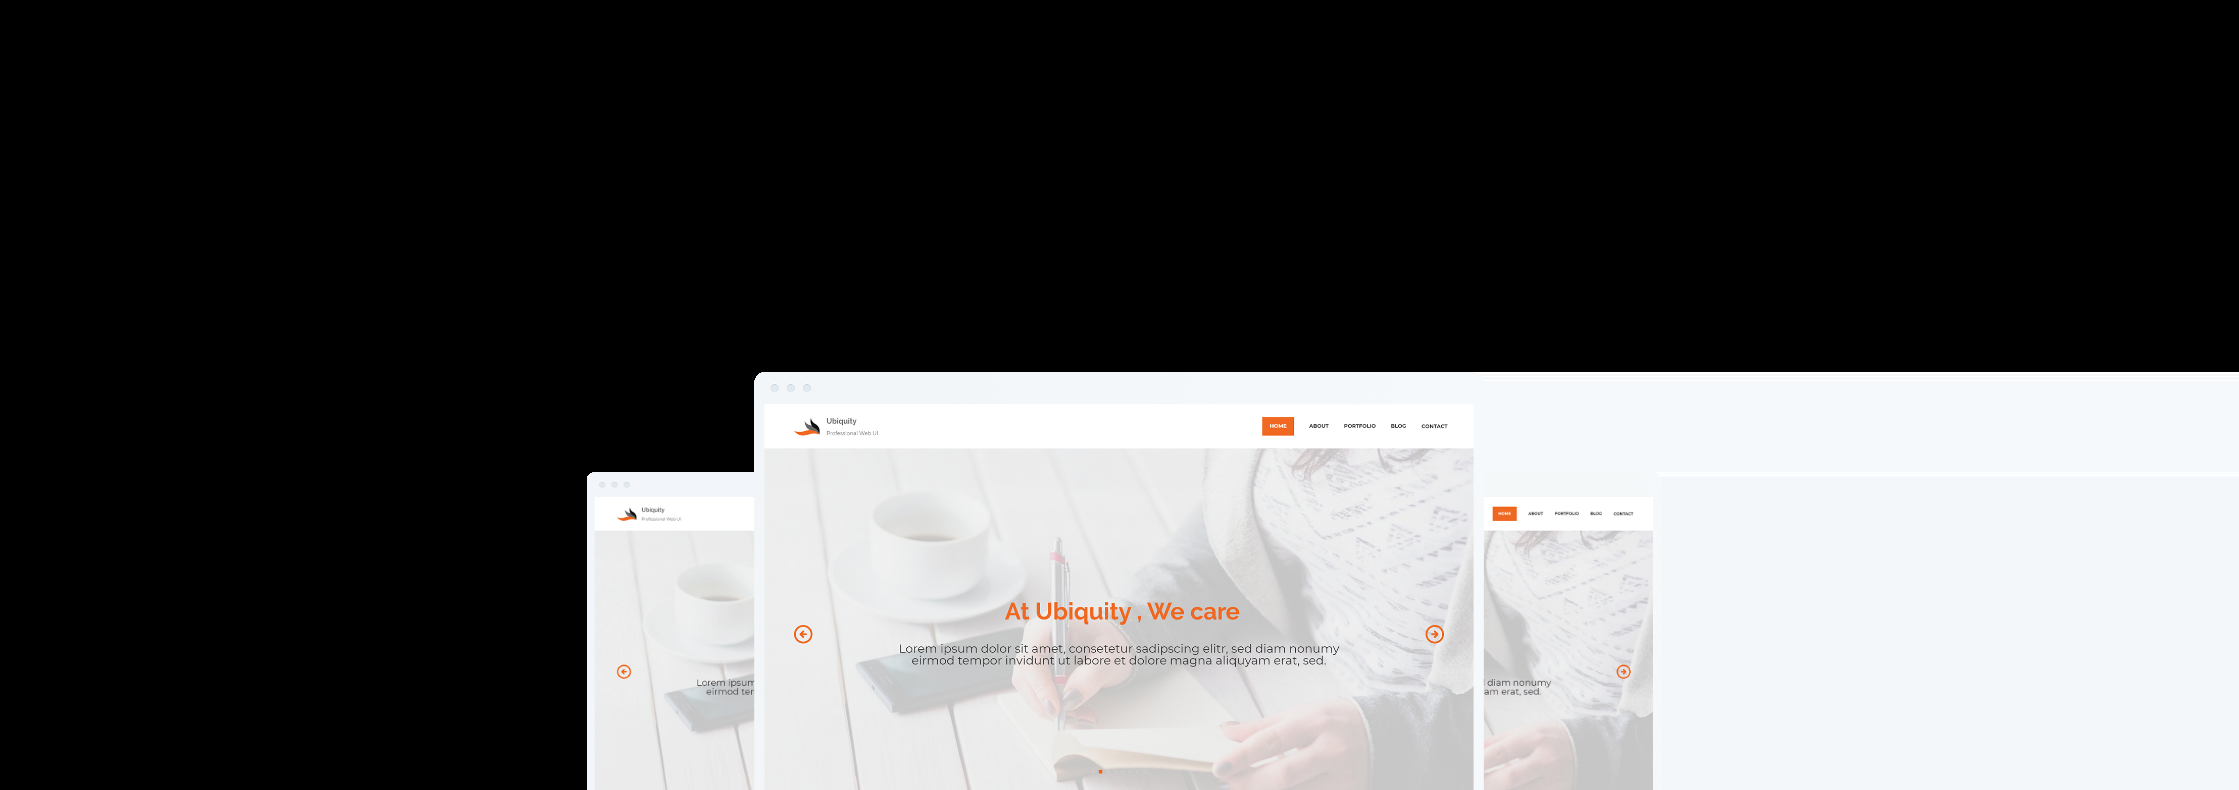 Ubiquity
Professional Web UI
HOME ABOUT PORTFOLIO BLOG CONTACT
At Ubiquity , We care
Lorem ipsum dolor sit amet, consetetur sadipscing elitr, sed diam nonumy
eirmod tempor invidunt ut labore et dolore magna aliquyam erat, sed.
Ubiquity
Professional Web UI
Lorem ipsum
eirmod ter
HOME ABOUT PORTFOLIO BLOG CONTACT
diam nonumy
am erat, sed.